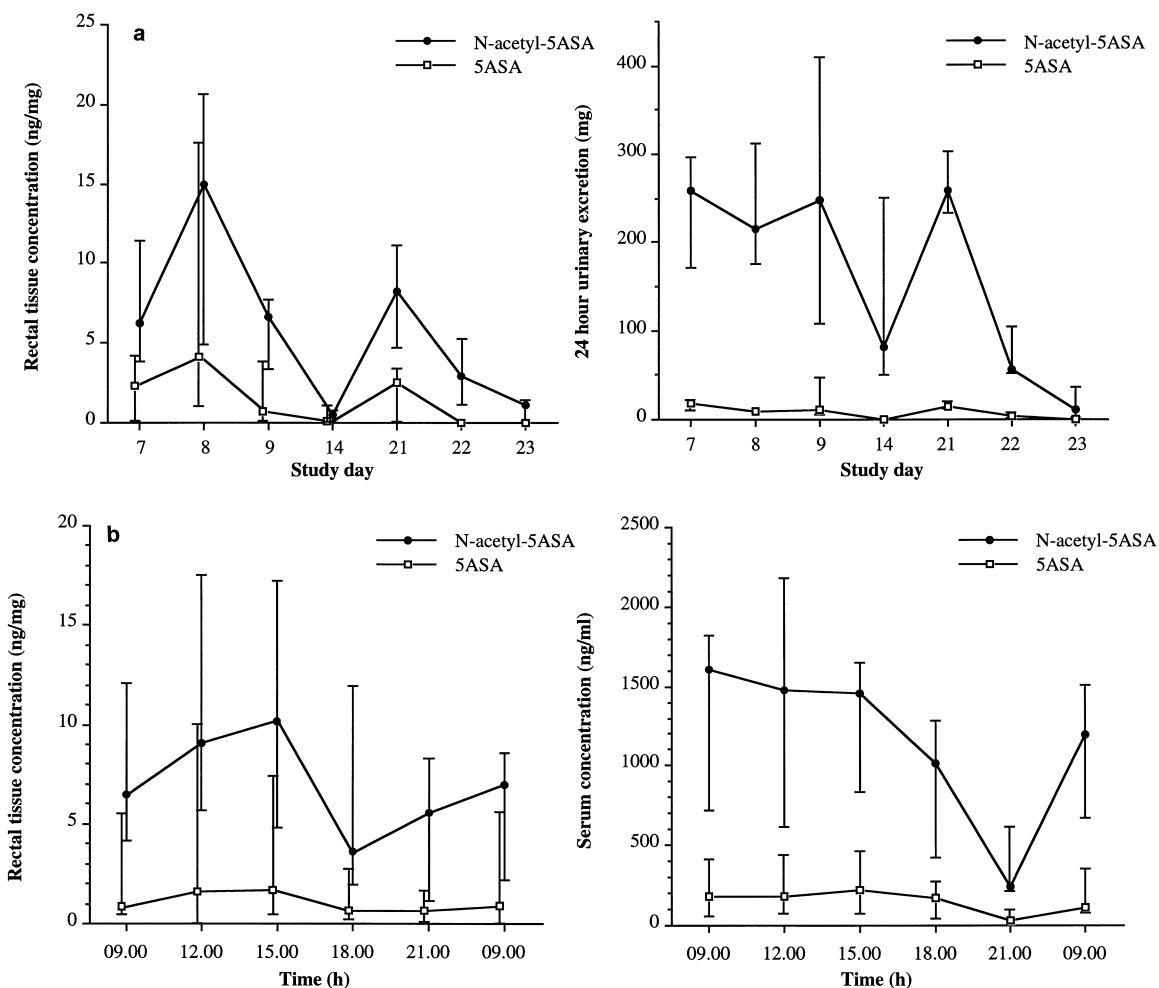 a
N-acetyl-5ASA
5ASA
Rectal tissue concentration (ng/mg)
25
20
15
10
5
0
7 8 9 14 21 22 23
Study day
N-acetyl-5ASA
5ASA
24 hour urinary excretion (mg)
400
300
200
100
0
7 8 9 14 21 22 23
Study day
b
N-acetyl-5ASA
5ASA
Rectal tissue concentration (ng/mg)
20
15
10
5
0
09.00 12.00 15.00 18.00 21.00 09.00
Time (h)
N-acetyl-5ASA
5ASA
Serum concentration (ng/ml)
2500
2000
1500
1000
500
0
09.00 12.00 15.00 18.00 21.00 09.00
Time (h)